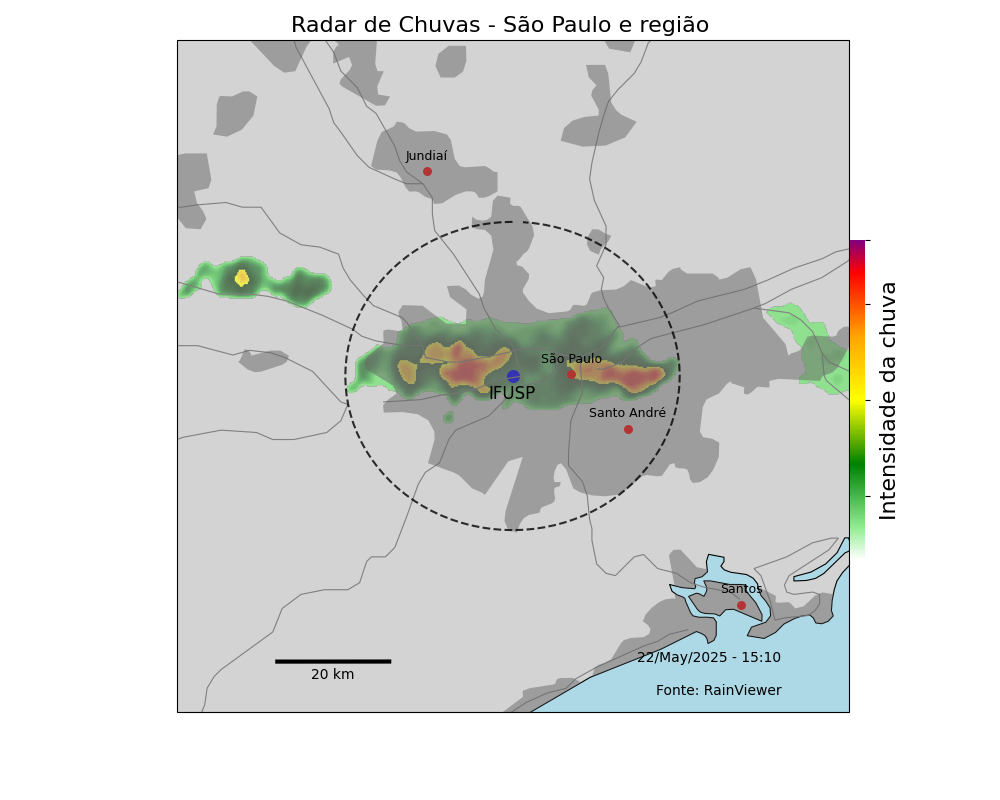 Radar de Chuvas - São Paulo e região
Jundiaí
São Paulo
IFUSP
Santo André
Intensidade da chuva
Santos
22/May/2025 - 15:10
20 km
Fonte: RainViewer